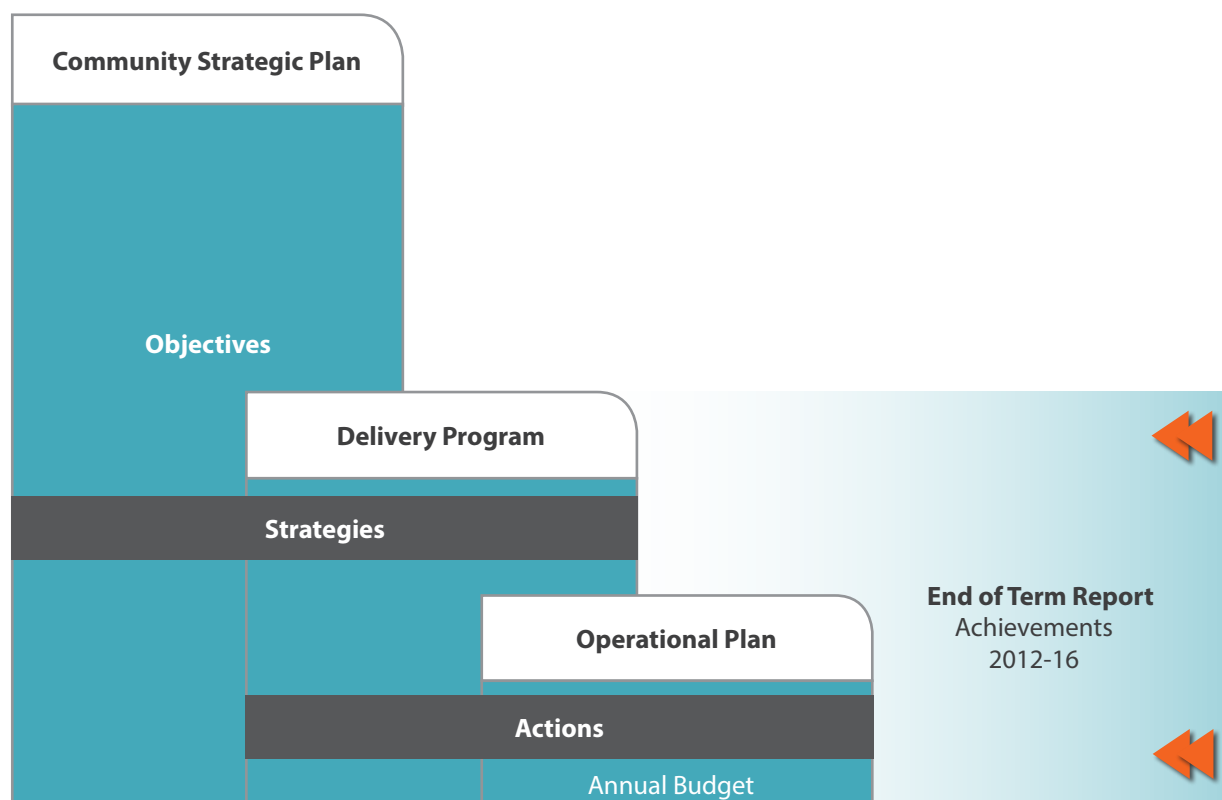 Community Strategic Plan
Objectives
Delivery Program
Strategies
End of Term Report
Achievements
2012-16
Operational Plan
Actions
Annual Budget